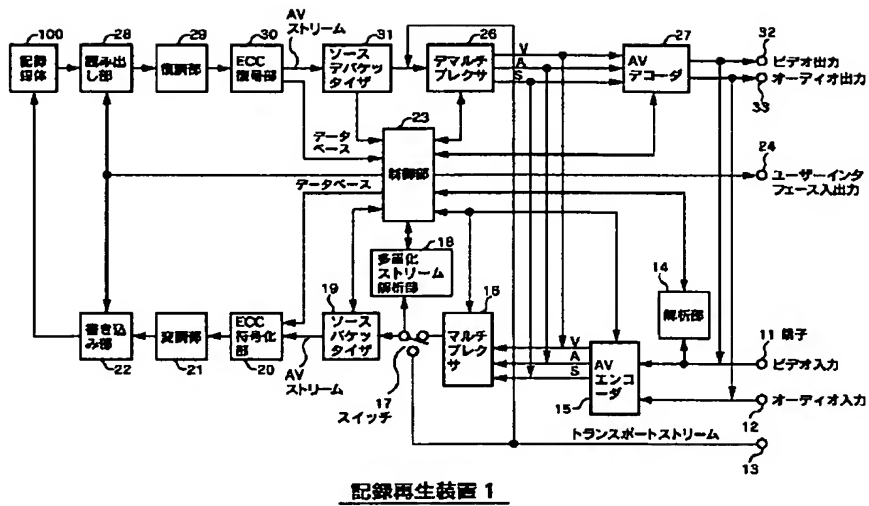 100
28
29
30
AV
ストリーム
31
26
27
32
記録
媒体
読み出
し部
復調部
ECC
復号部
ソース
デパケッ
タイザ
デマルチ
プレクサ
V
A
S
AV
デコーダ
ビデオ出力
オーディオ出力
33
データ
ベース
23
制御部
24
ユーザーインタ
フェース入出力
データベース
18
多重化
ストリーム
解析部
14
解析部
19
16
書き込
み部
変調部
ECC
符号化
部
ソース
パケッ
タイザ
マルチ
プレク
サ
V
A
S
AV
エンコ
ーダ
11 端子
ビデオ入力
22
21
20
AV
ストリーム
17
スイッチ
15
オーディオ入力
12
トランスポートストリーム
13
記録再生装置1